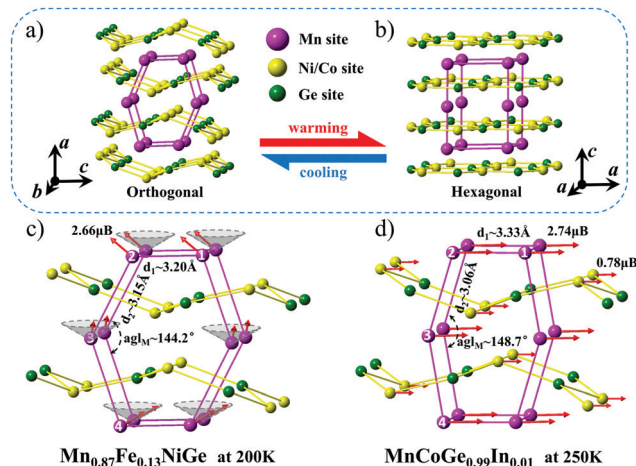 a)
b)
Mn site
Ni/Co site
Ge site
warming
cooling
a
c
b
Orthogonal
c
a
a
Hexagonal
c)
2.66μB
2
1
d₁~3.20Å
d₂~3.15Å
3
aglM~144.2°
4
Mn0.87Fe0.13NiGe at 200K
d)
d₁~3.33Å
2.74μB
2
1
0.78μB
d₂~3.06Å
3
aglM~148.7°
4
MnCoGe0.99In0.01 at 250K